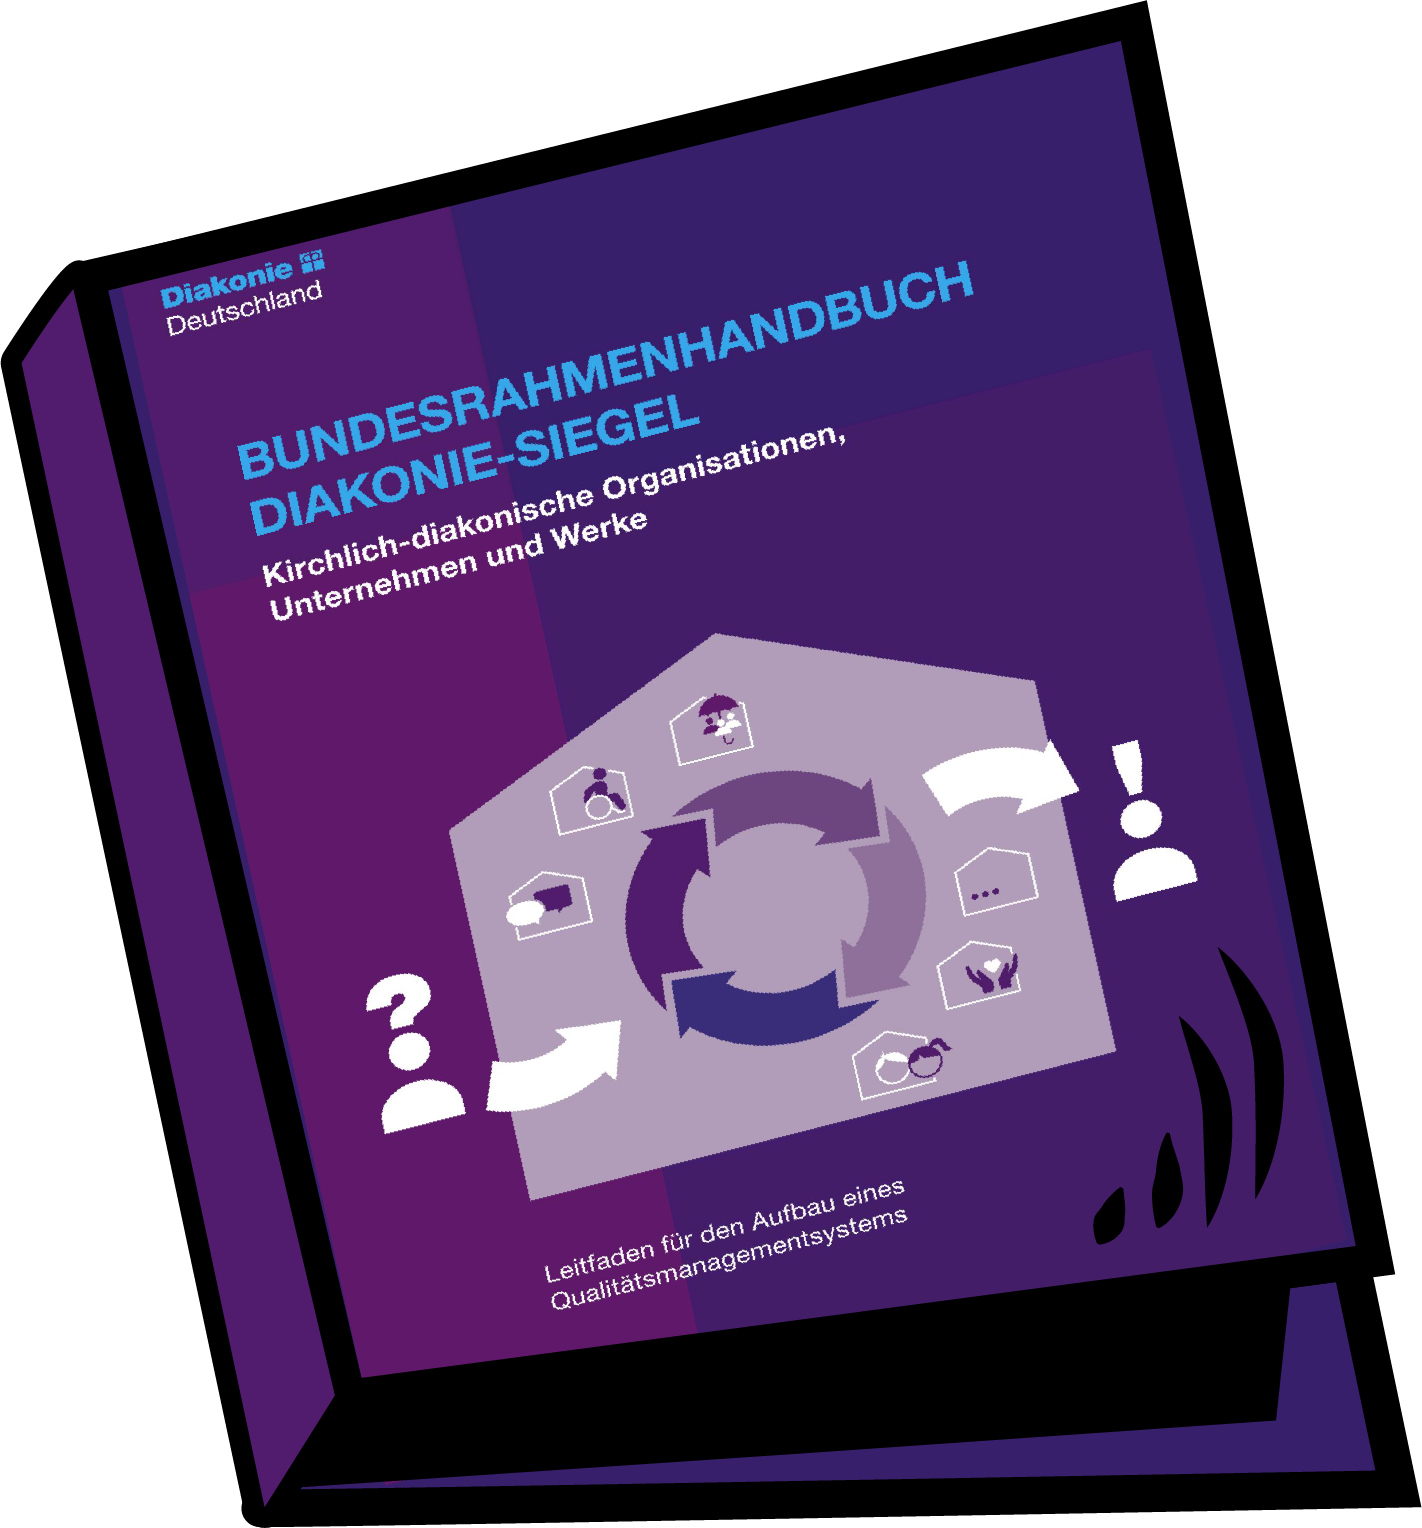 Diakonie
Deutschland
BUNDESRAHMENHANDBUCH
DIAKONIE-SIEGEL
Kirchlich-diakonische Organisationen,
Unternehmen und Werke
?
!
Leitfaden für den Aufbau eines
Qualitätsmanagementsystems